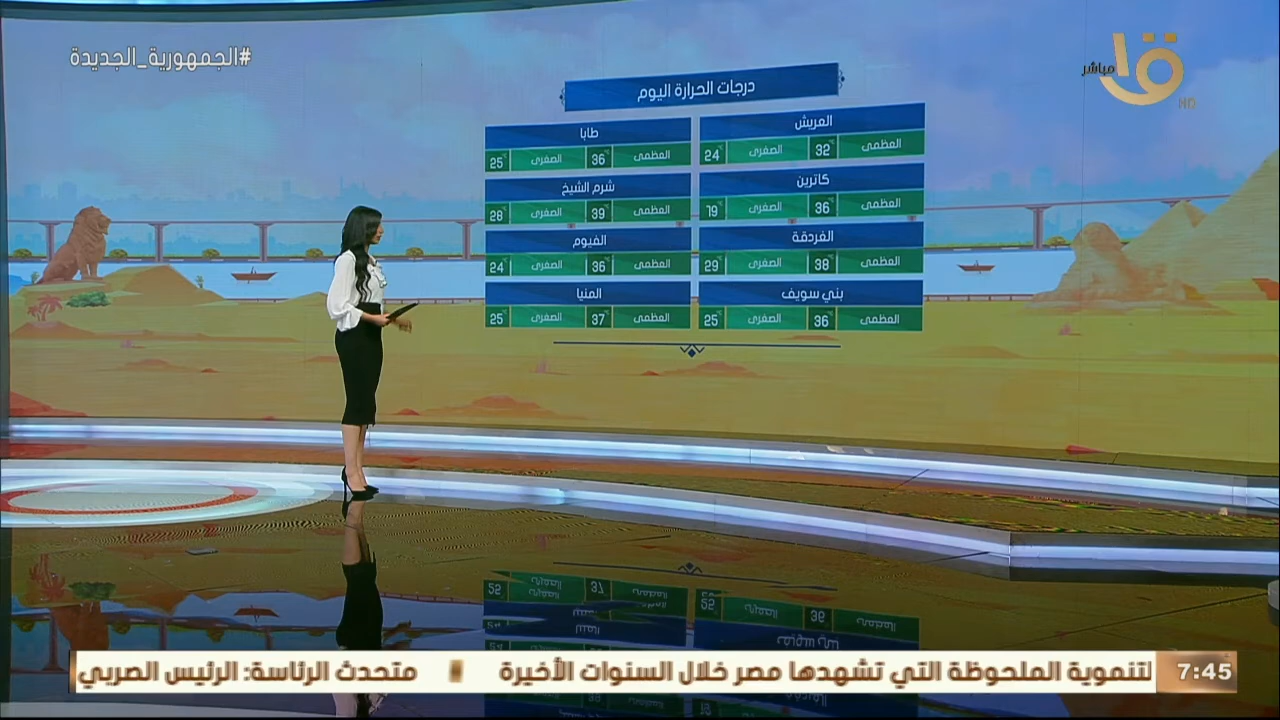 #الجمهورية_الجديدة
مباشر
HD
درجات الحرارة اليوم
العريش
العظمى 32 الصغرى 24
طابا
العظمى 36 الصغرى 25
كاترين
العظمى 36 الصغرى 19
شرم الشيخ
العظمى 39 الصغرى 28
الغردقة
العظمى 38 الصغرى 29
الفيوم
العظمى 36 الصغرى 24
بني سويف
العظمى 36 الصغرى 25
المنيا
العظمى 37 الصغرى 25
7:45 لتنموية الملحوظة التي تشهدها مصر خلال السنوات الأخيرة متحدث الرئاسة: الرئيس الصربي